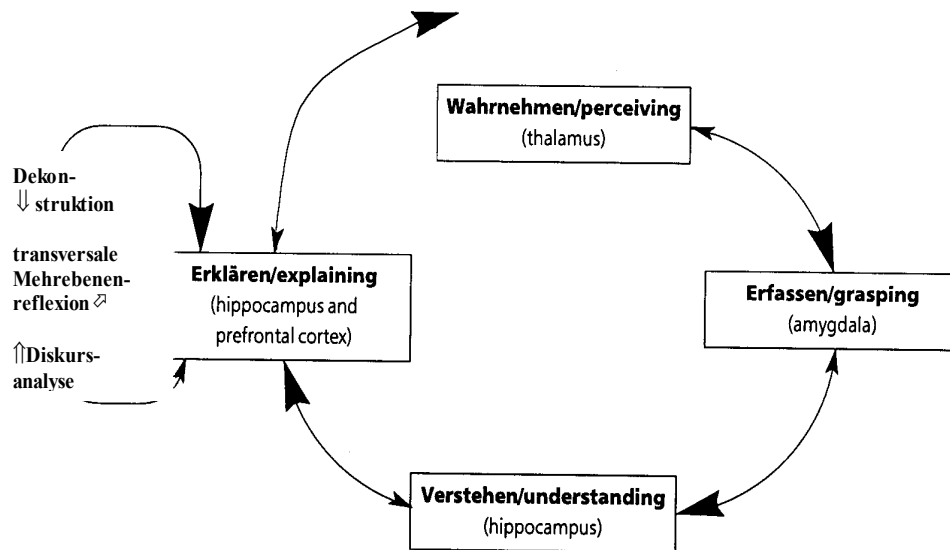 Wahrnehmen/perceiving
(thalamus)
Dekon-
⇓ struktion
transversale
Mehrebenen-
reflexion⇗
⇑Diskurs-
analyse
Erklären/explaining
(hippocampus and
prefrontal cortex)
Erfassen/grasping
(amygdala)
Verstehen/understanding
(hippocampus)